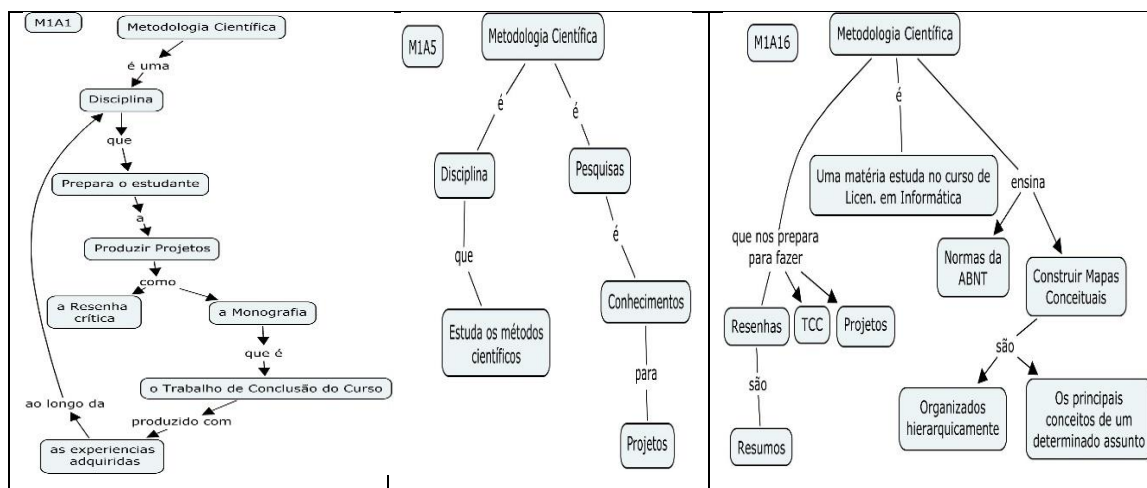 M1A1
Metodologia Científica
é uma
Disciplina
que
Prepara o estudante
a
Produzir Projetos
como
a Resenha
crítica
a Monografia
que é
o Trabalho de Conclusão do Curso
produzido com
as experiencias
adquiridas
ao longo da
M1A5
Metodologia Científica
é
é
Disciplina
Pesquisas
que
é
Estuda os métodos
científicos
Conhecimentos
para
Projetos
M1A16
Metodologia Científica
é
Uma matéria estuda no curso de
Licen. em Informática
ensina
que nos prepara
para fazer
Normas da
ABNT
Construir Mapas
Conceituais
Resenhas
TCC
Projetos
são
são
Organizados
hierarquicamente
Os principais
conceitos de um
determinado assunto
Resumos